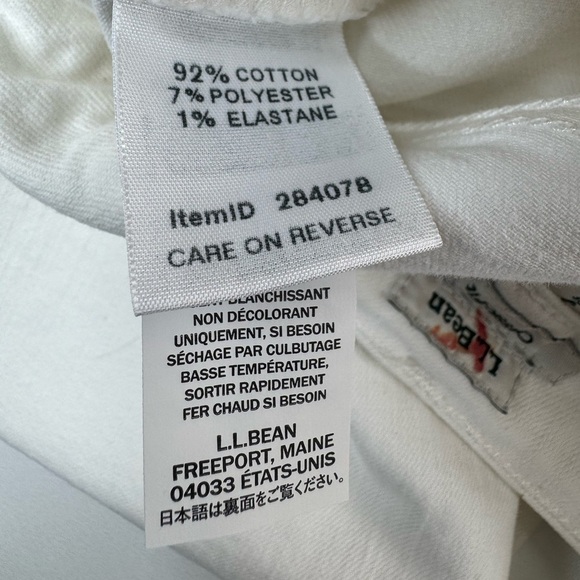 92% COTTON
7% POLYESTER
1% ELASTANE
ItemID 284078
CARE ON REVERSE
BLANCHISSANT
NON DÉCOLORANT
UNIQUEMENT, SI BESOIN
SÉCHAGE PAR CULBUTAGE
BASSE TEMPÉRATURE,
SORTIR RAPIDEMENT
FER CHAUD SI BESOIN
L.L.BEAN
FREEPORT, MAINE
04033 ÉTATS-UNIS
日本語は裏面をご覧ください。
L.L.Bean